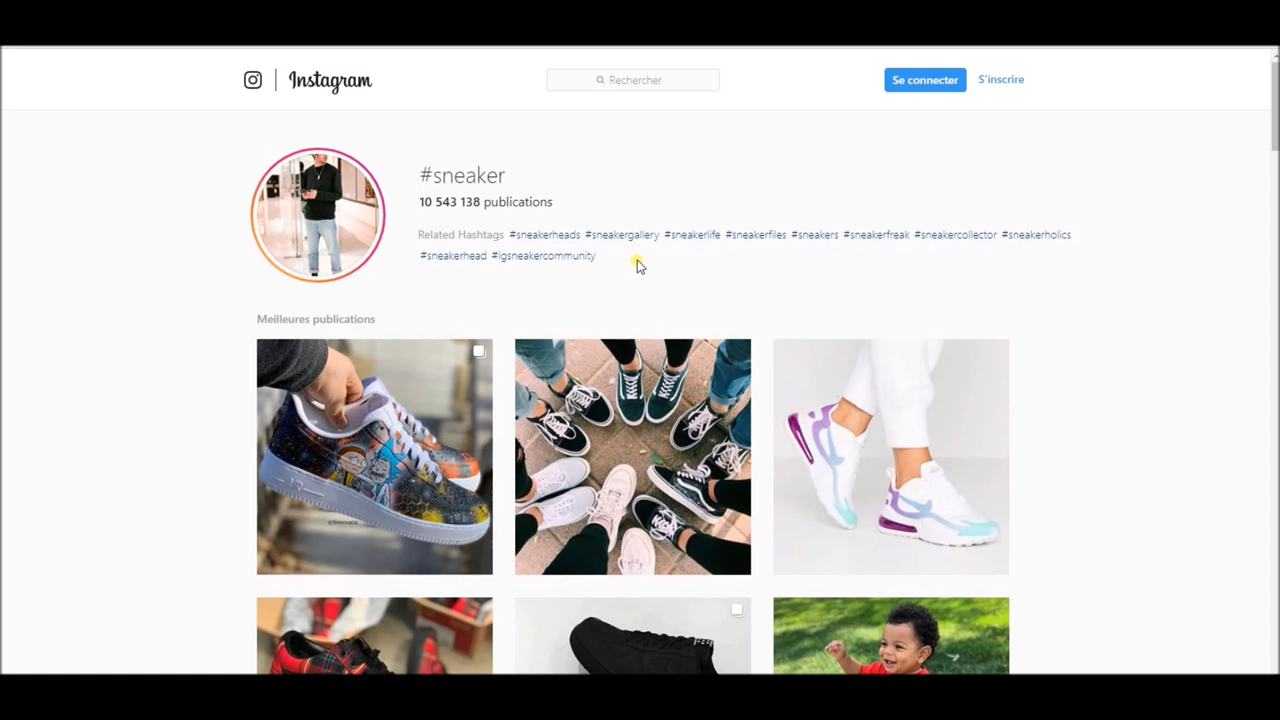 Instagram
Rechercher
Se connecter
S'inscrire
#sneaker
10 543 138 publications
Related Hashtags #sneakerheads #sneakergallery #sneakerlife #sneakerfiles #sneakers #sneakerfreak #sneakercollector #sneakerholics
#sneakerhead #igsneakercommunity
Meilleures publications